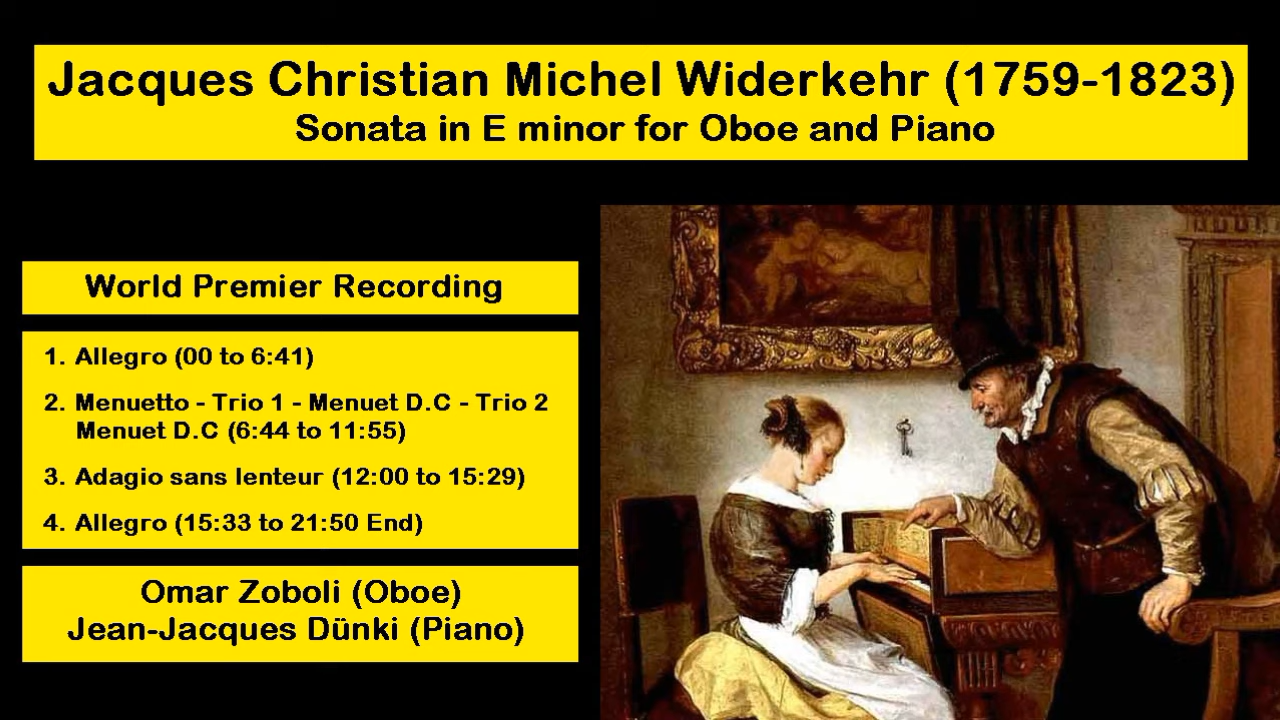 Jacques Christian Michel Widerkehr (1759-1823)
Sonata in E minor for Oboe and Piano
World Premier Recording
1. Allegro (00 to 6:41)
2. Menuetto - Trio 1 - Menuet D.C - Trio 2
Menuet D.C (6:44 to 11:55)
3. Adagio sans lenteur (12:00 to 15:29)
4. Allegro (15:33 to 21:50 End)
Omar Zoboli (Oboe)
Jean-Jacques Dünki (Piano)